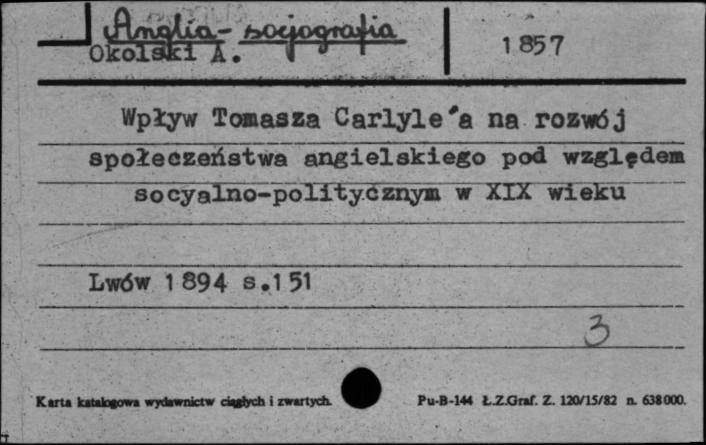 Anglia - socjografia
Okolski A.
1857
Wpływ Tomasza Carlyle'a na rozwój
społeczeństwa angielskiego pod względem
socyalno-politycznym w XIX wieku
Lwów 1894 s.151
3
Karta katalogowa wydawnictw ciągłych i zwartych.
Pu-B-144 Ł.Z.Graf. Z. 120/15/82 n. 638000.